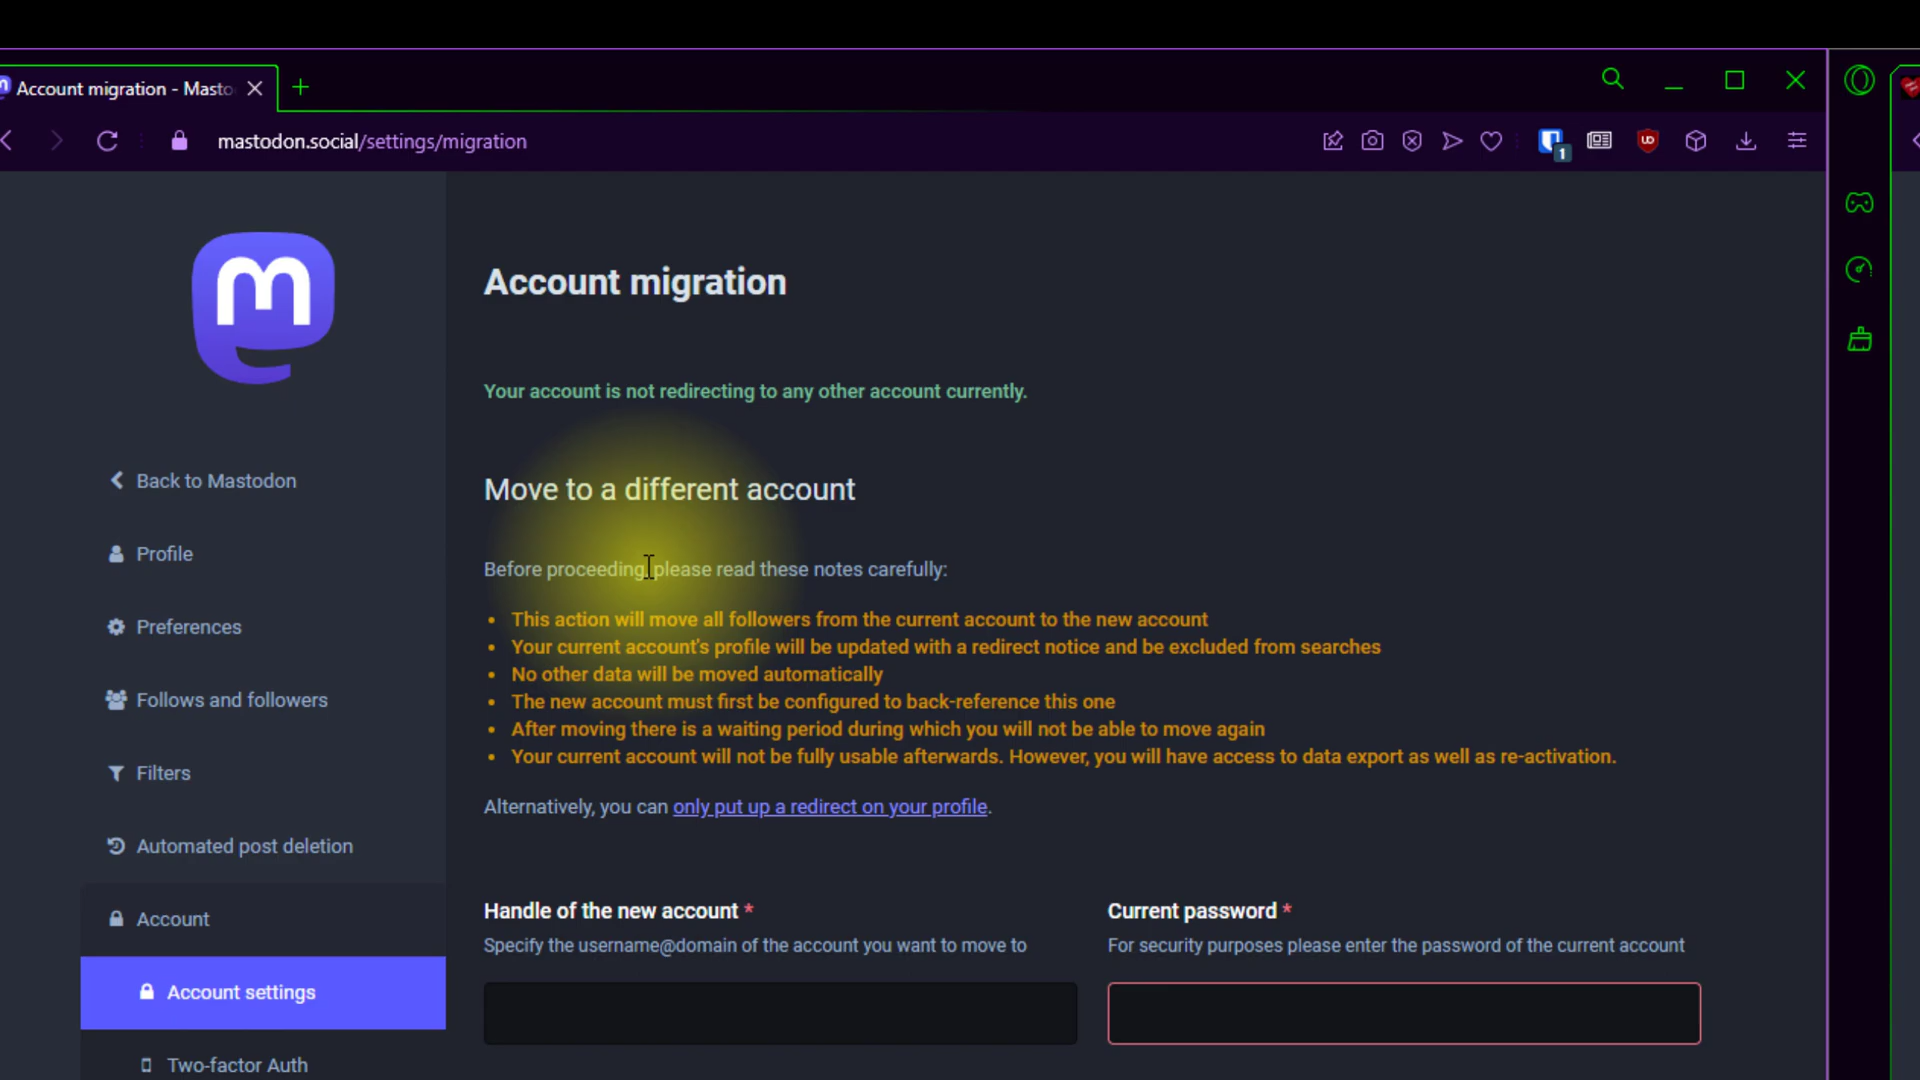 Account migration - Masto
mastodon.social/settings/migration
1
Account migration
Your account is not redirecting to any other account currently.
Move to a different account
Before proceeding, please read these notes carefully:
• This action will move all followers from the current account to the new account
• Your current account's profile will be updated with a redirect notice and be excluded from searches
• No other data will be moved automatically
• The new account must first be configured to back-reference this one
• After moving there is a waiting period during which you will not be able to move again
• Your current account will not be fully usable afterwards. However, you will have access to data export as well as re-activation.
Alternatively, you can only put up a redirect on your profile.
Handle of the new account *
Specify the username@domain of the account you want to move to
Current password *
For security purposes please enter the password of the current account
Back to Mastodon
Profile
Preferences
Follows and followers
Filters
Automated post deletion
Account
Account settings
Two-factor Auth